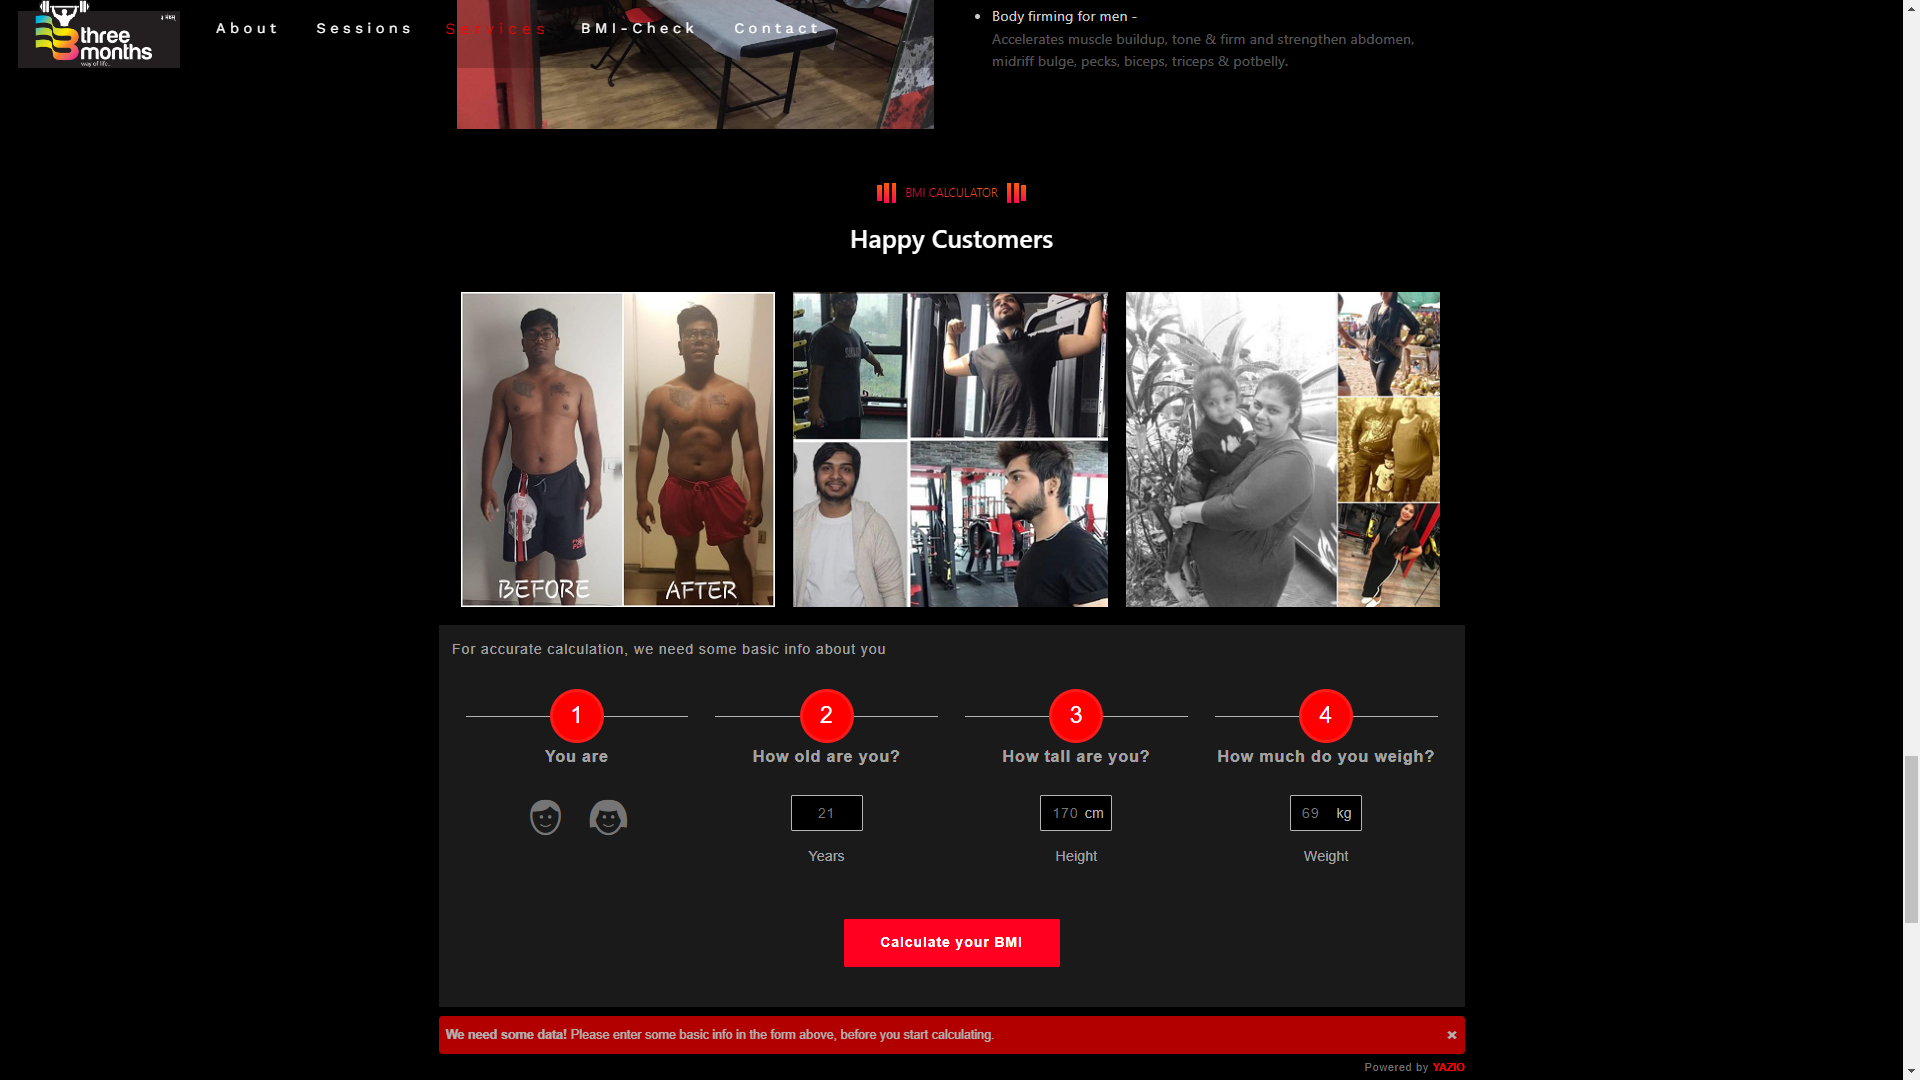 three
months
way of life..
About
Sessions
Services
BMI-Check
Contact
Body firming for men -
Accelerates muscle buildup, tone & firm and strengthen abdomen,
midriff bulge, pecks, biceps, triceps & potbelly.
BMI CALCULATOR
Happy Customers
BEFORE
AFTER
For accurate calculation, we need some basic info about you
1
2
3
4
You are
How old are you?
How tall are you?
How much do you weigh?
21
170 cm
69 kg
Years
Height
Weight
Calculate your BMI
We need some data! Please enter some basic info in the form above, before you start calculating.
×
Powered by YAZIO